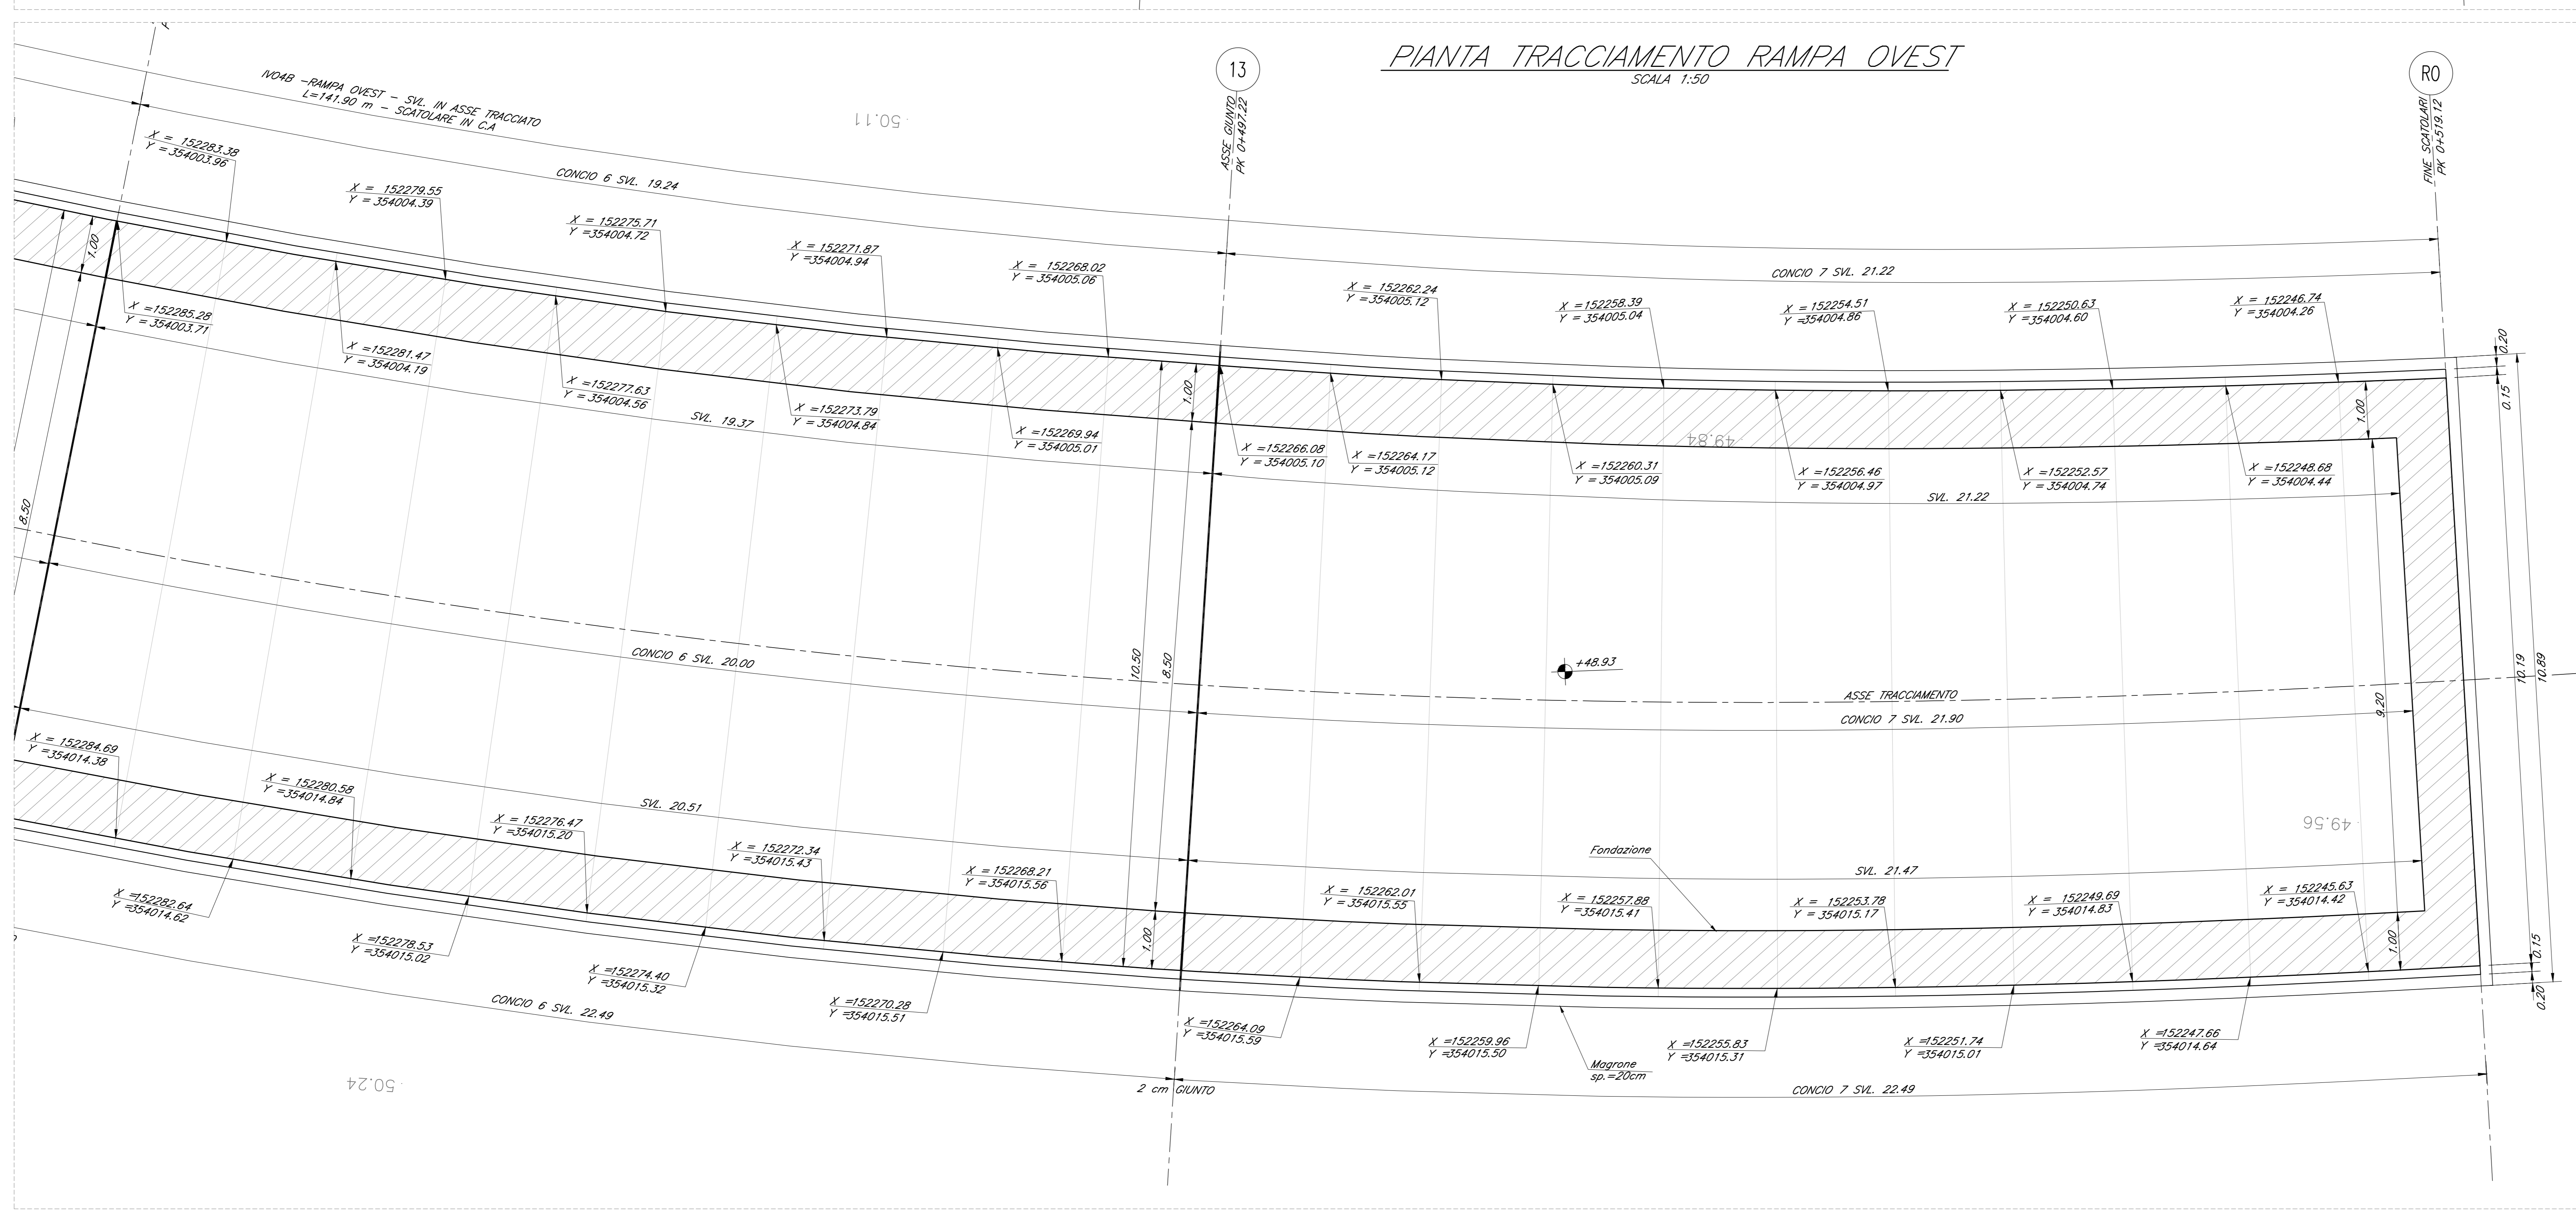 PIANTA TRACCIAMENTO RAMPA OVEST
SCALA 1:50
13
ASSE GIUNTO
PK 0+497.22
R0
FINE SCATOLARI
PK 0+519.12
IV04B -RAMPA OVEST - SVL. IN ASSE TRACCIATO
L=141.90 m - SCATOLARE IN C.A
50.11
CONCIO 6 SVL. 19.24
CONCIO 7 SVL. 21.22
X = 152283.38
Y = 354003.96
X = 152279.55
Y = 354004.39
X = 152275.71
Y =354004.72
X = 152271.87
Y =354004.94
X = 152268.02
Y = 354005.06
X = 152262.24
Y =354005.12
X =152258.39
Y = 354005.04
X = 152254.51
Y =354004.86
X = 152250.63
Y =354004.60
X = 152246.74
Y =354004.26
1.00
X =152285.28
Y = 354003.71
X =152281.47
Y = 354004.19
X =152277.63
Y = 354004.56
X =152273.79
Y = 354004.84
X =152269.94
Y = 354005.01
X =152266.08
Y = 354005.10
X =152264.17
Y = 354005.12
X =152260.31
Y = 354005.09
X =152256.46
Y = 354004.97
X =152252.57
Y = 354004.74
X =152248.68
Y = 354004.44
1.00
1.00
0.20
0.15
49.84
SVL. 19.37
SVL. 21.22
8.50
CONCIO 6 SVL. 20.00
10.50
8.50
+48.93
ASSE TRACCIAMENTO
CONCIO 7 SVL. 21.90
9.20
10.19
10.89
SVL. 20.51
Fondazione
SVL. 21.47
49.56
X = 152284.69
Y =354014.38
X = 152280.58
Y =354014.84
X = 152276.47
Y =354015.20
X = 152272.34
Y =354015.43
X = 152268.21
Y =354015.56
X = 152262.01
Y =354015.55
X = 152257.88
Y =354015.41
X = 152253.78
Y = 354015.17
X =152249.69
Y = 354014.83
X = 152245.63
Y =354014.42
1.00
1.00
0.15
0.20
X =152282.64
Y =354014.62
X =152278.53
Y =354015.02
X =152274.40
Y =354015.32
X =152270.28
Y =354015.51
X =152264.09
Y =354015.59
X =152259.96
Y =354015.50
X =152255.83
Y =354015.31
X =152251.74
Y =354015.01
X =152247.66
Y =354014.64
Magrone
sp.=20cm
CONCIO 6 SVL. 22.49
2 cm GIUNTO
CONCIO 7 SVL. 22.49
50.24